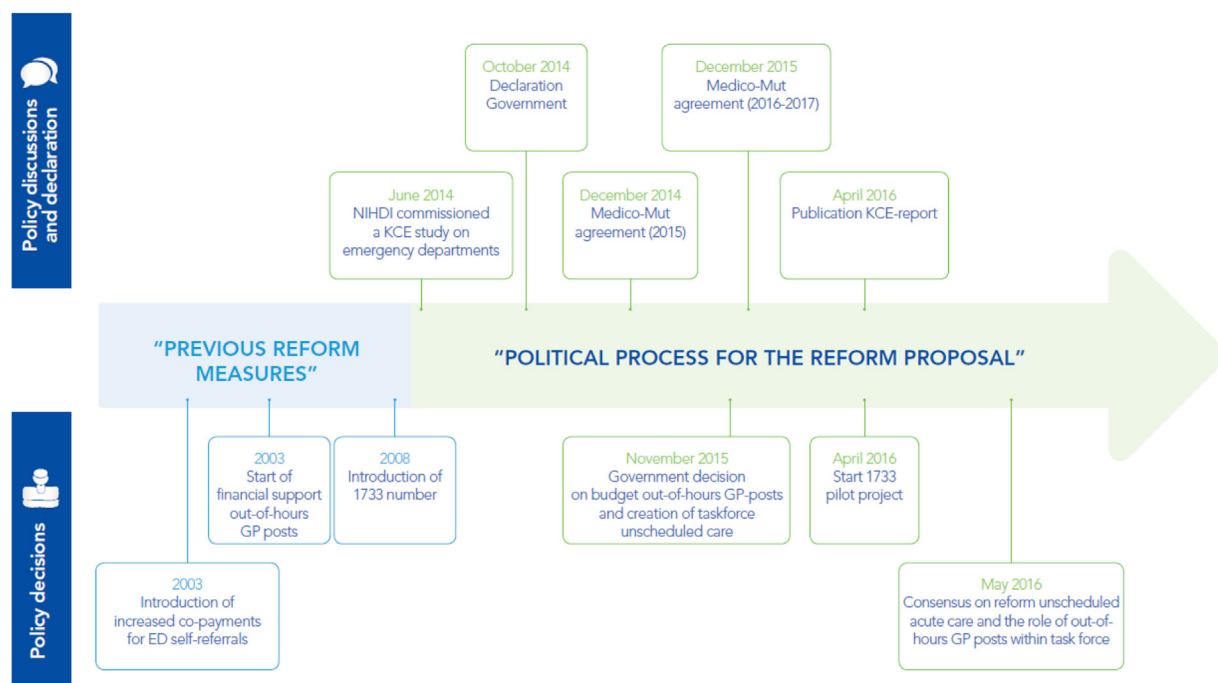 Policy discussions
and declaration
October 2014
Declaration
Government
December 2015
Medico-Mut
agreement (2016-2017)
June 2014
NIHDI commissioned
a KCE study on
emergency departments
December 2014
Medico-Mut
agreement (2015)
April 2016
Publication KCE-report
"PREVIOUS REFORM
MEASURES"
"POLITICAL PROCESS FOR THE REFORM PROPOSAL"
Policy decisions
2003
Start of
financial support
out-of-hours
GP posts
2008
Introduction of
1733 number
November 2015
Government decision
on budget out-of-hours GP-posts
and creation of taskforce
unscheduled care
April 2016
Start 1733
pilot project
2003
Introduction of
increased co-payments
for ED self-referrals
May 2016
Consensus on reform unscheduled
acute care and the role of out-of-
hours GP posts within task force